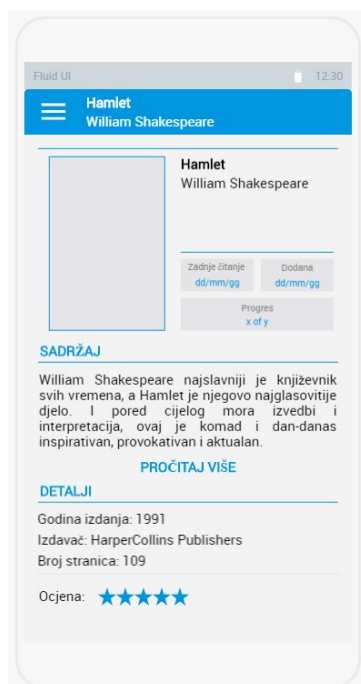 Fluid UI 12:30
Hamlet
William Shakespeare
Hamlet
William Shakespeare
Zadnje čitanje
dd/mm/gg
Dodana
dd/mm/gg
Progres
x of y
SADRŽAJ
William Shakespeare najslavniji je književnik
svih vremena, a Hamlet je njegovo najglasovitije
djelo. I pored cijelog mora izvedbi i
interpretacija, ovaj je komad i dan-danas
inspirativan, provokativan i aktualan.
PROČITAJ VIŠE
DETALJI
Godina izdanja: 1991
Izdavač: HarperCollins Publishers
Broj stranica: 109
Ocjena: